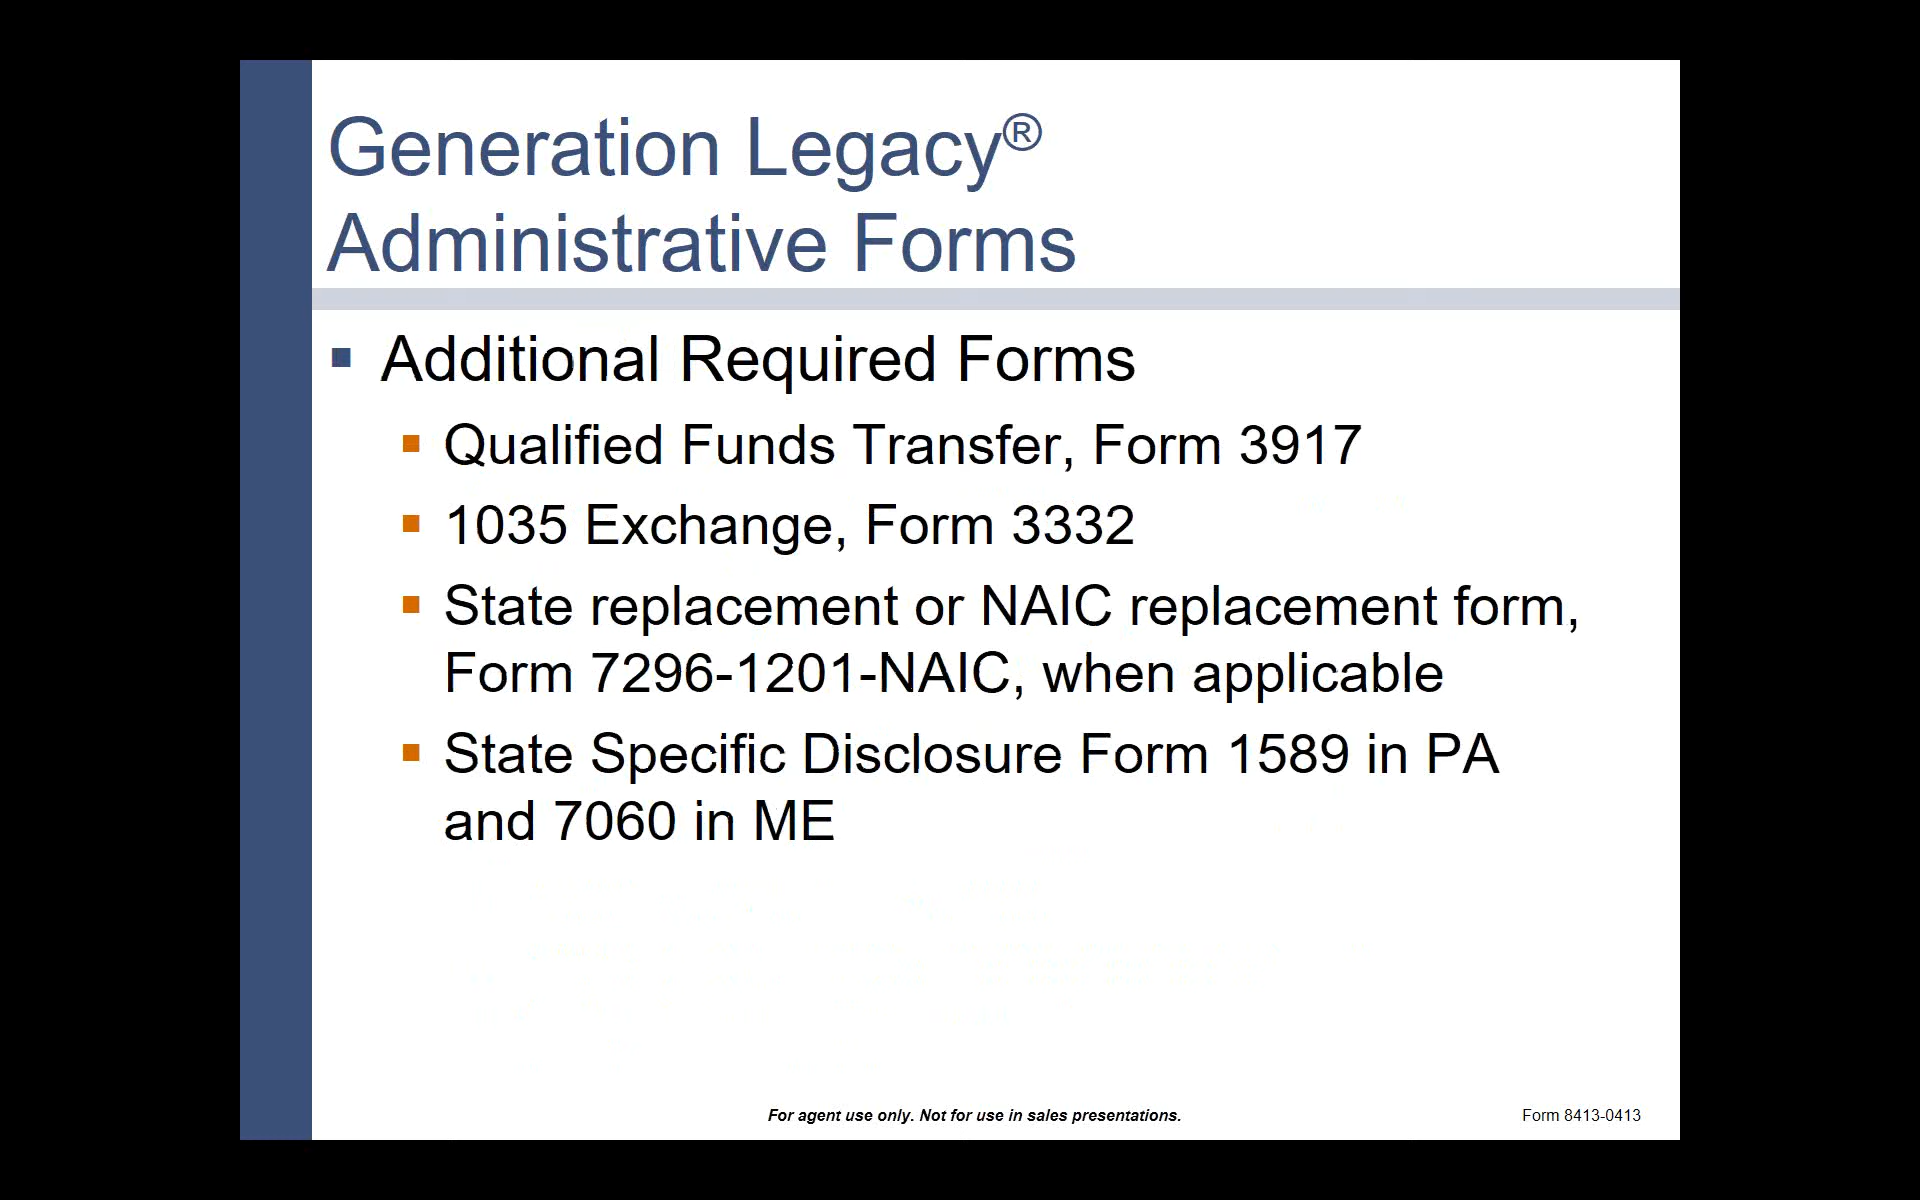 Generation Legacy®
Administrative Forms
Additional Required Forms
Qualified Funds Transfer, Form 3917
1035 Exchange, Form 3332
State replacement or NAIC replacement form,
Form 7296-1201-NAIC, when applicable
State Specific Disclosure Form 1589 in PA
and 7060 in ME
For agent use only. Not for use in sales presentations.
Form 8413-0413